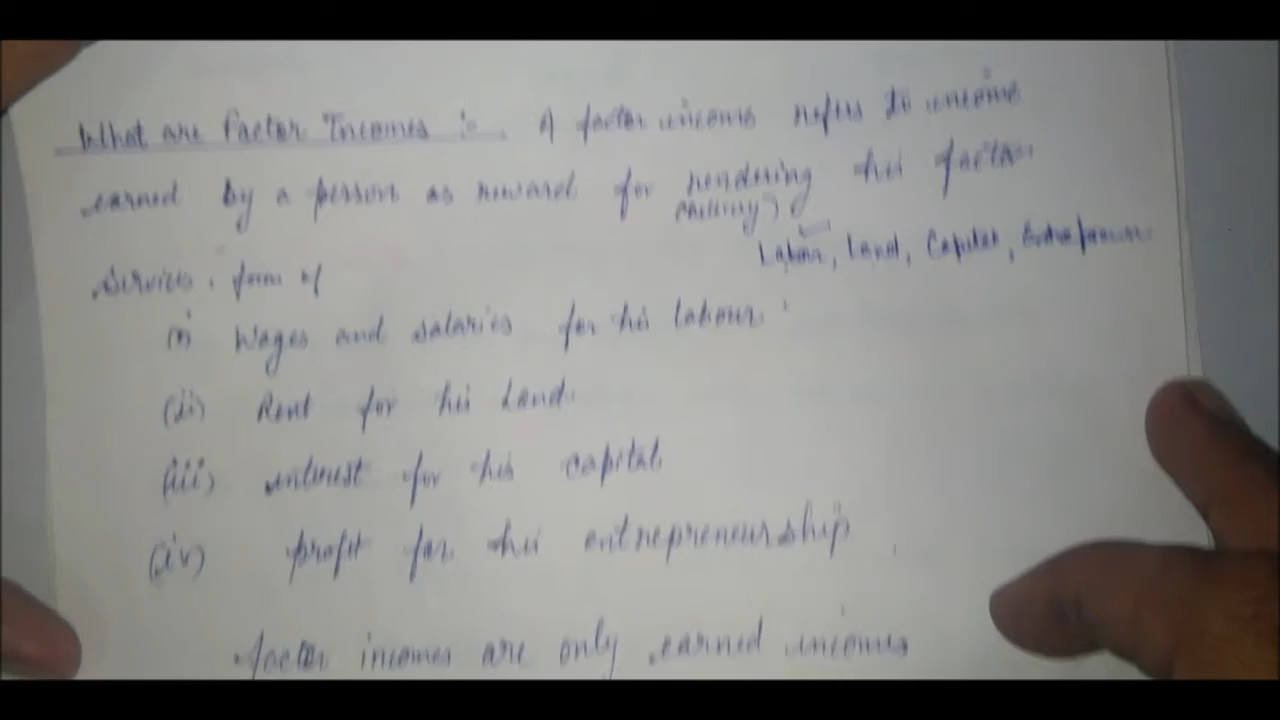 What are Factor Incomes :- A factor income refers to income
earned by a person as reward for rendering his factor
Labour, Land, Capital, Entrepreneur
services. form of
(i) Wages and salaries for his labour
(ii) Rent for his Land.
(iii) interest for his capital
(iv) profit for his entrepreneurship
factor incomes are only earned incomes